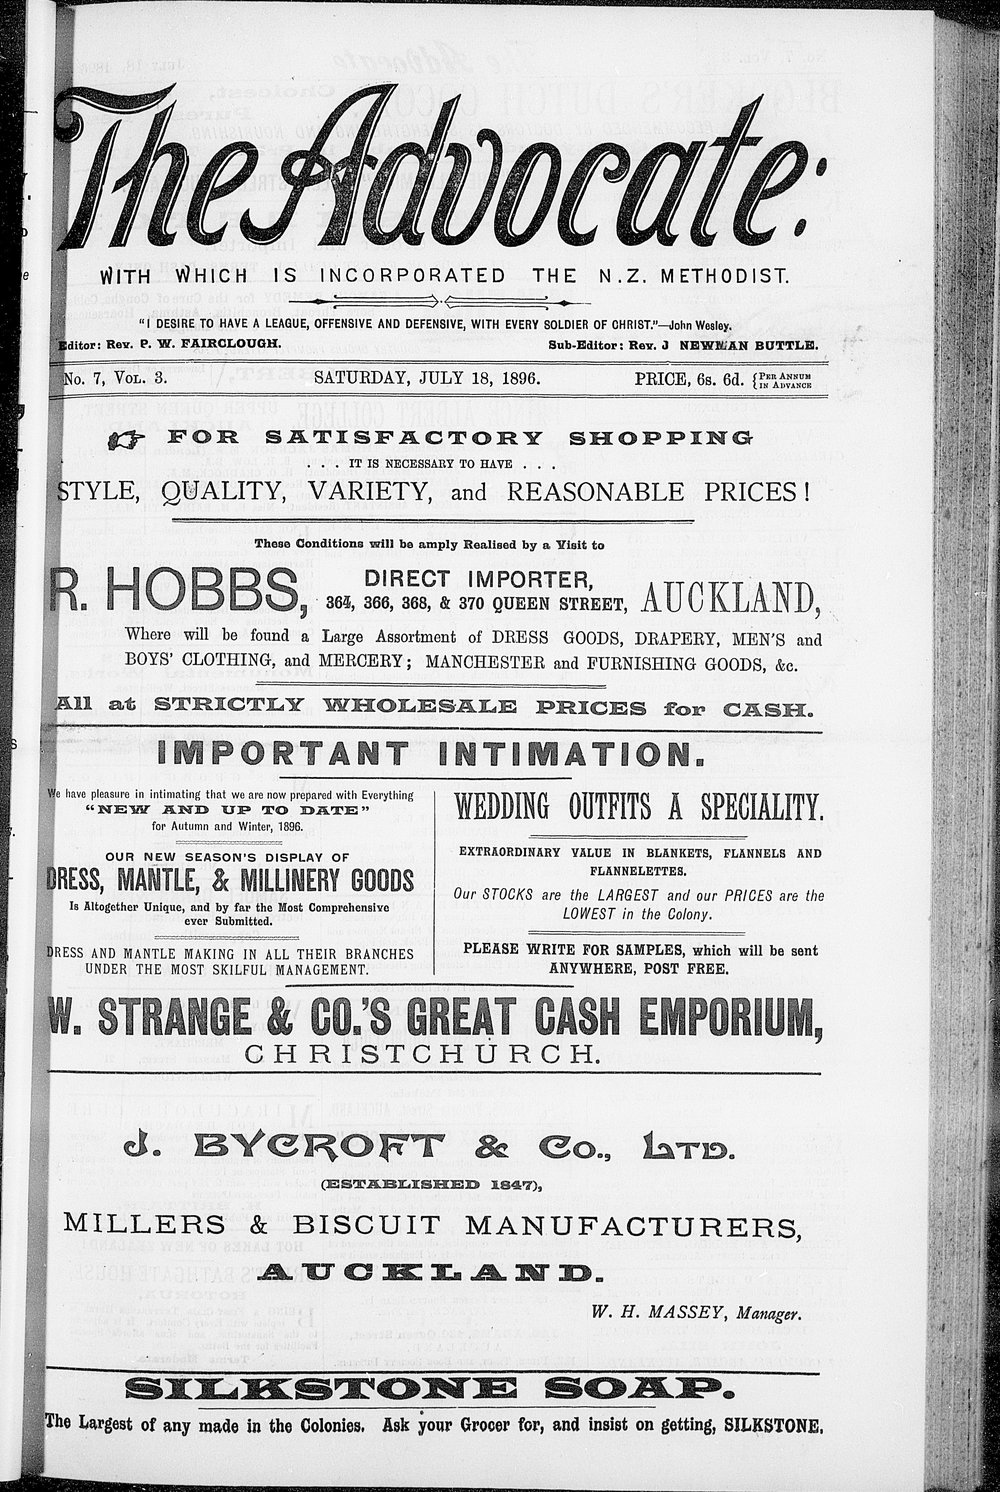 The Advocate:
WITH WHICH IS INCORPORATED THE N.Z. METHODIST.
"I DESIRE TO HAVE A LEAGUE, OFFENSIVE AND DEFENSIVE, WITH EVERY SOLDIER OF CHRIST."—John Wesley.
Editor: Rev. P. W. FAIRCLOUGH. Sub-Editor: Rev. J NEWMAN BUTTLE.
No. 7, VOL. 3. SATURDAY, JULY 18, 1896. PRICE, 6s. 6d. {PER ANNUM IN ADVANCE
☞ FOR SATISFACTORY SHOPPING
. . . IT IS NECESSARY TO HAVE . . .
STYLE, QUALITY, VARIETY, and REASONABLE PRICES!
These Conditions will be amply Realised by a Visit to
R. HOBBS, DIRECT IMPORTER, 364, 366, 368, & 370 QUEEN STREET, AUCKLAND,
Where will be found a Large Assortment of DRESS GOODS, DRAPERY, MEN'S and
BOYS' CLOTHING, and MERCERY; MANCHESTER and FURNISHING GOODS, &c.
All at STRICTLY WHOLESALE PRICES for CASH.
IMPORTANT INTIMATION.
We have pleasure in intimating that we are now prepared with Everything
"NEW AND UP TO DATE"
for Autumn and Winter, 1896.
OUR NEW SEASON'S DISPLAY OF
DRESS, MANTLE, & MILLINERY GOODS
Is Altogether Unique, and by far the Most Comprehensive
ever Submitted.
DRESS AND MANTLE MAKING IN ALL THEIR BRANCHES
UNDER THE MOST SKILFUL MANAGEMENT.
WEDDING OUTFITS A SPECIALITY.
EXTRAORDINARY VALUE IN BLANKETS, FLANNELS AND
FLANNELETTES.
Our STOCKS are the LARGEST and our PRICES are the
LOWEST in the Colony.
PLEASE WRITE FOR SAMPLES, which will be sent
ANYWHERE, POST FREE.
W. STRANGE & CO.'S GREAT CASH EMPORIUM,
CHRISTCHURCH.
J. BYCROFT & Co., LTD.
(ESTABLISHED 1847),
MILLERS & BISCUIT MANUFACTURERS,
AUCKLAND.
W. H. MASSEY, Manager.
SILKSTONE SOAP.
The Largest of any made in the Colonies. Ask your Grocer for, and insist on getting, SILKSTONE.